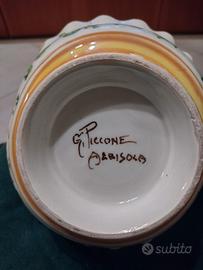 G. PICCONE
ALBISOLA
subito